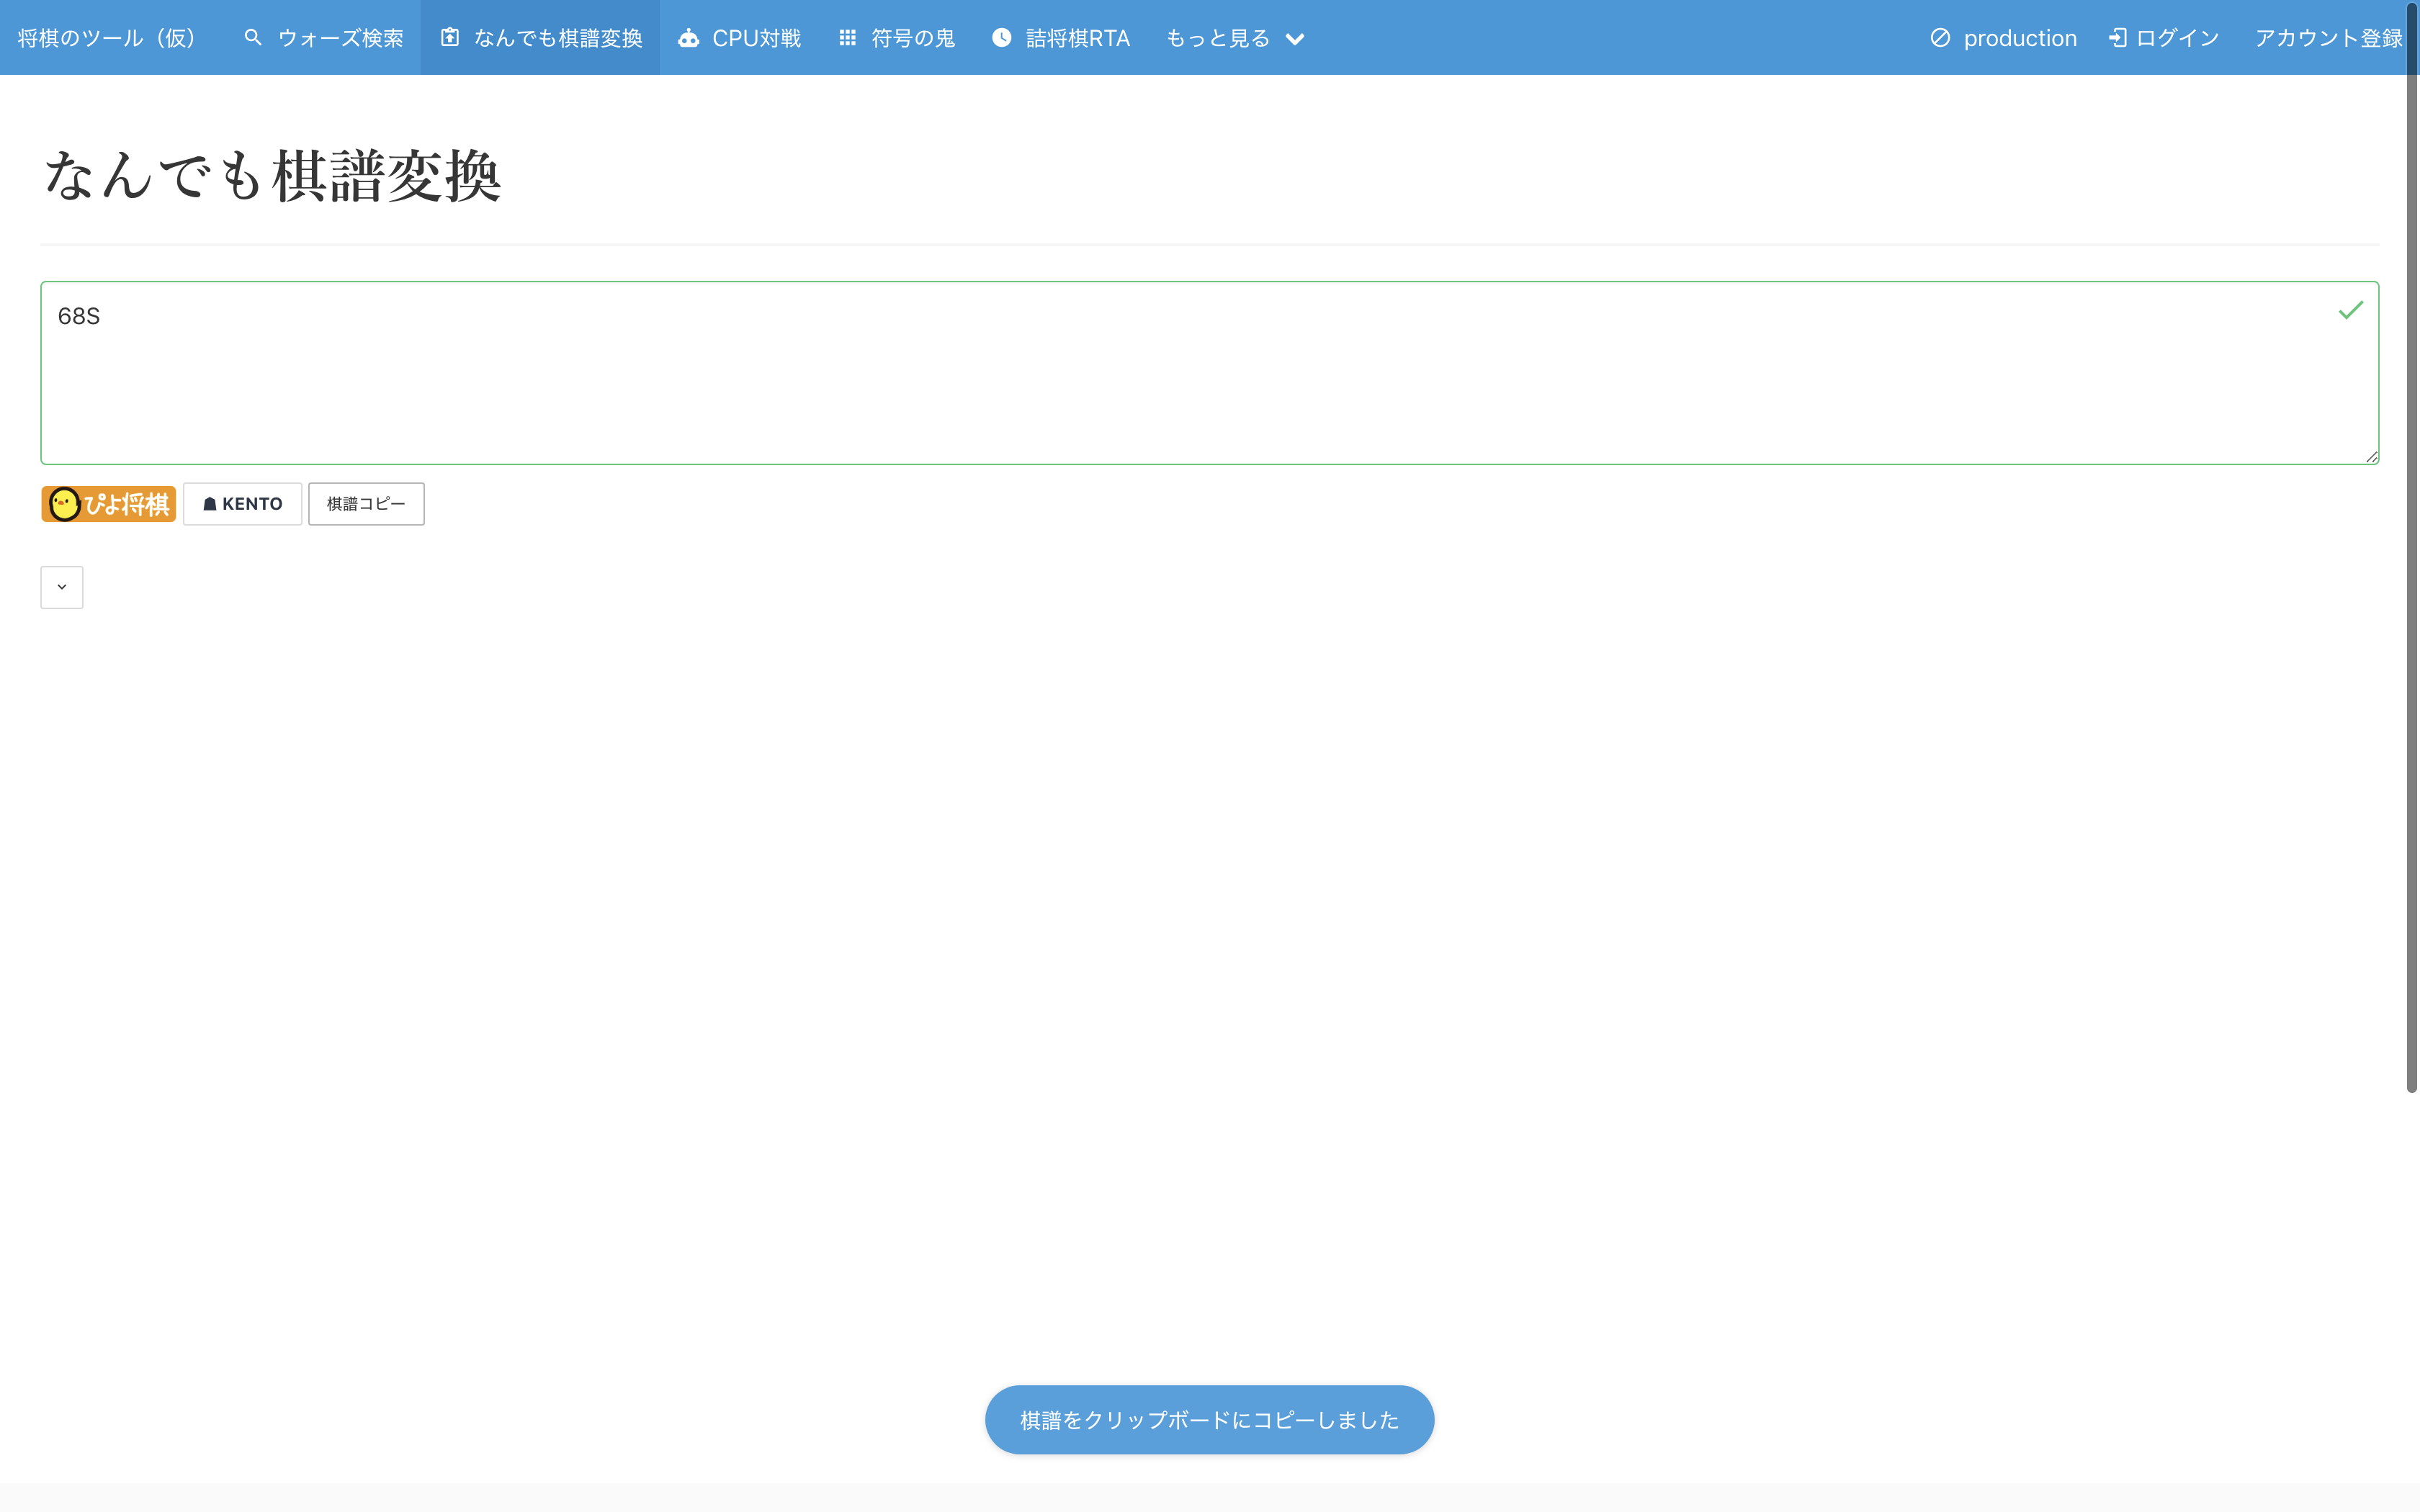 将棋のツール（仮） ウォーズ検索 なんでも棋譜変換 CPU対戦 符号の鬼 詰将棋RTA もっと見る production ログイン アカウント登録
なんでも棋譜変換
68S
ぴよ将棋 KENTO 棋譜コピー
棋譜をクリップボードにコピーしました